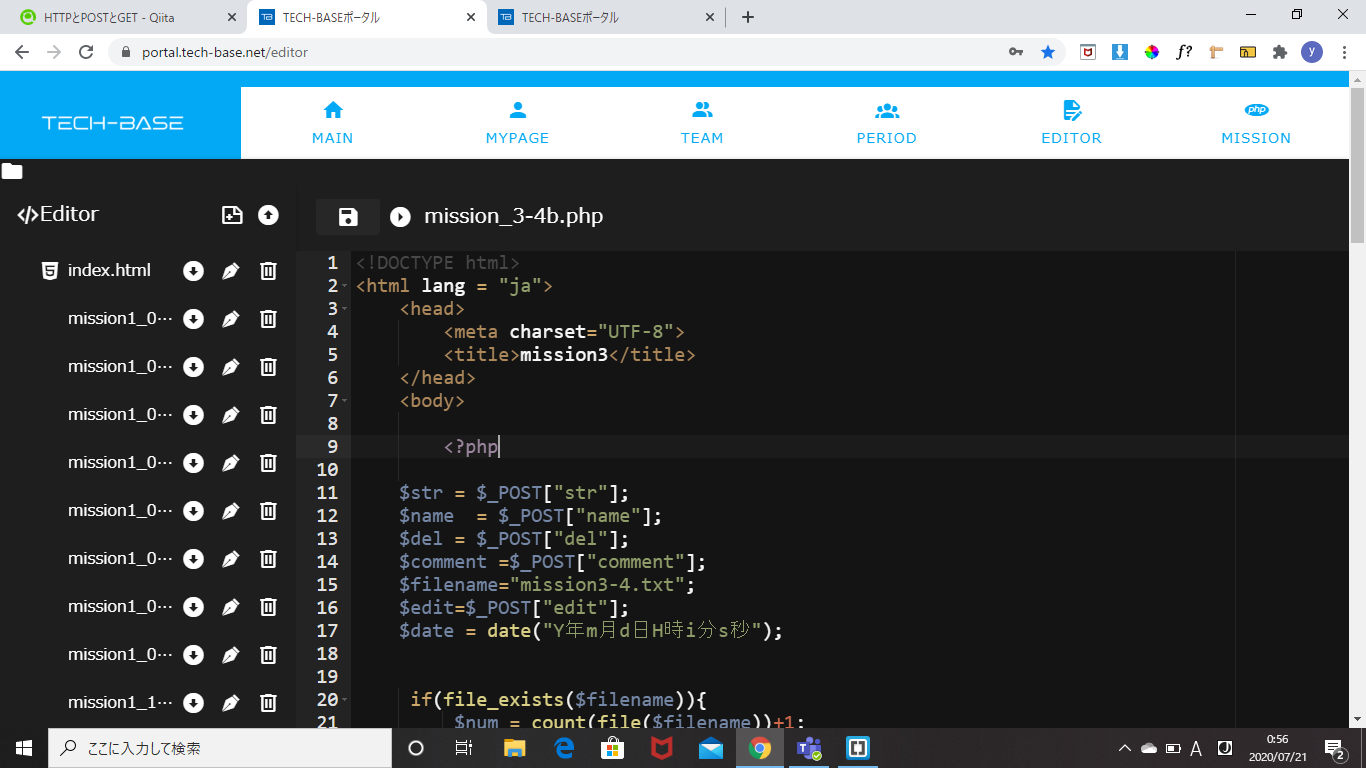 HTTPとPOSTとGET - Qiita
TECH-BASEポータル
TECH-BASEポータル
portal.tech-base.net/editor
f?
y
TECH-BASE
MAIN
MYPAGE
TEAM
PERIOD
EDITOR
php
MISSION
</>Editor
mission_3-4b.php
index.html
mission1_0…
mission1_0…
mission1_0…
mission1_0…
mission1_0…
mission1_0…
mission1_0…
mission1_0…
mission1_1…
1 <!DOCTYPE html>
2 <html lang = "ja">
3 <head>
4 <meta charset="UTF-8">
5 <title>mission3</title>
6 </head>
7 <body>
8
9 <?php
10
11 $str = $_POST["str"];
12 $name  = $_POST["name"];
13 $del = $_POST["del"];
14 $comment =$_POST["comment"];
15 $filename="mission3-4.txt";
16 $edit=$_POST["edit"];
17 $date = date("Y年m月d日H時i分s秒");
18
19
20 if(file_exists($filename)){
21 $num = count(file($filename))+1;
ここに入力して検索
A
J
0:56
2020/07/21
2